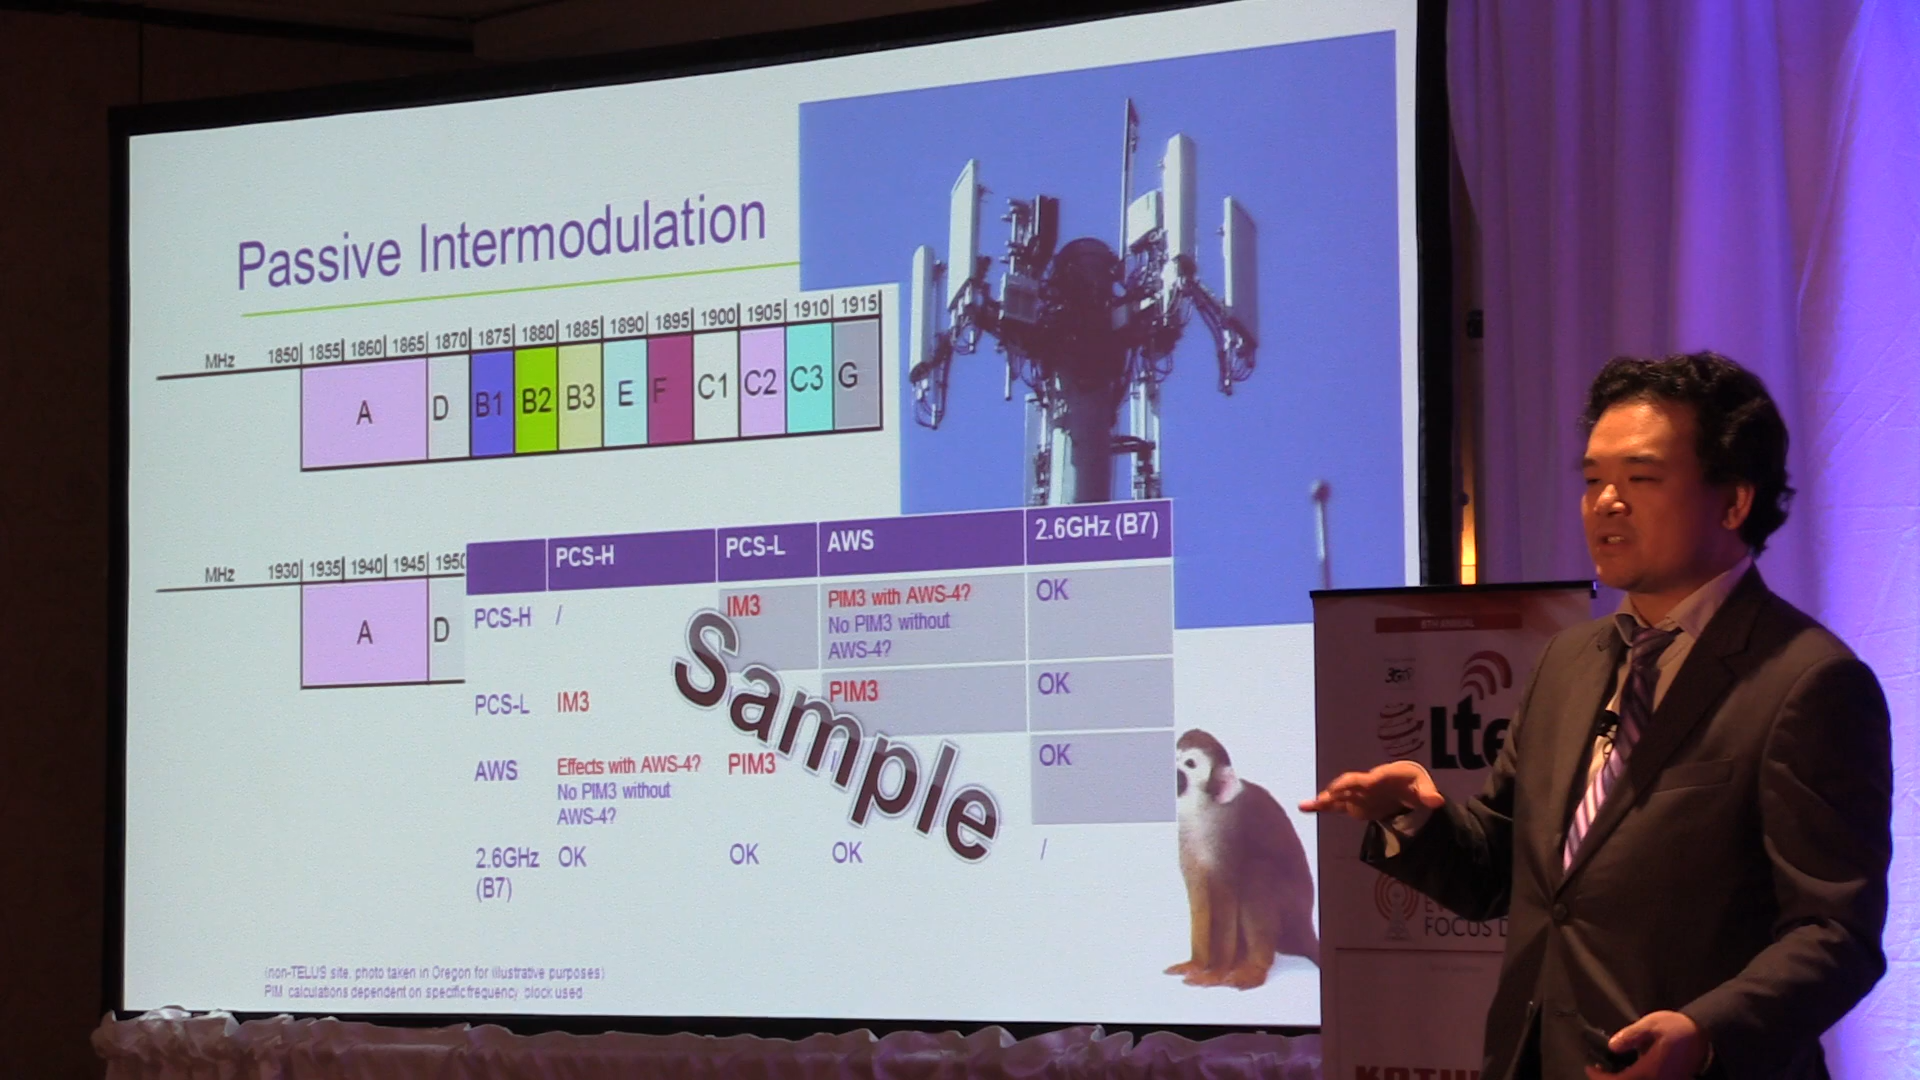 Passive Intermodulation
MHz 1850 1855 1860 1865 1870 1875 1880 1885 1890 1895 1900 1905 1910 1915
A D B1 B2 B3 E F C1 C2 C3 G
MHz 1930 1935 1940 1945 1950
A D
PCS-H PCS-L AWS 2.6GHz (B7)
PCS-H / IM3 PIM3 with AWS-4? OK
No PIM3 without
AWS-4?
PCS-L IM3 PIM3 OK
AWS Effects with AWS-4? PIM3 OK
No PIM3 without
AWS-4?
2.6GHz OK OK OK /
(B7)
Sample
(non-TELUS site, photo taken in Oregon for illustrative purposes)
PIM calculations dependent on specific frequency block used
ANNUAL
3G
Lte
FOCUS